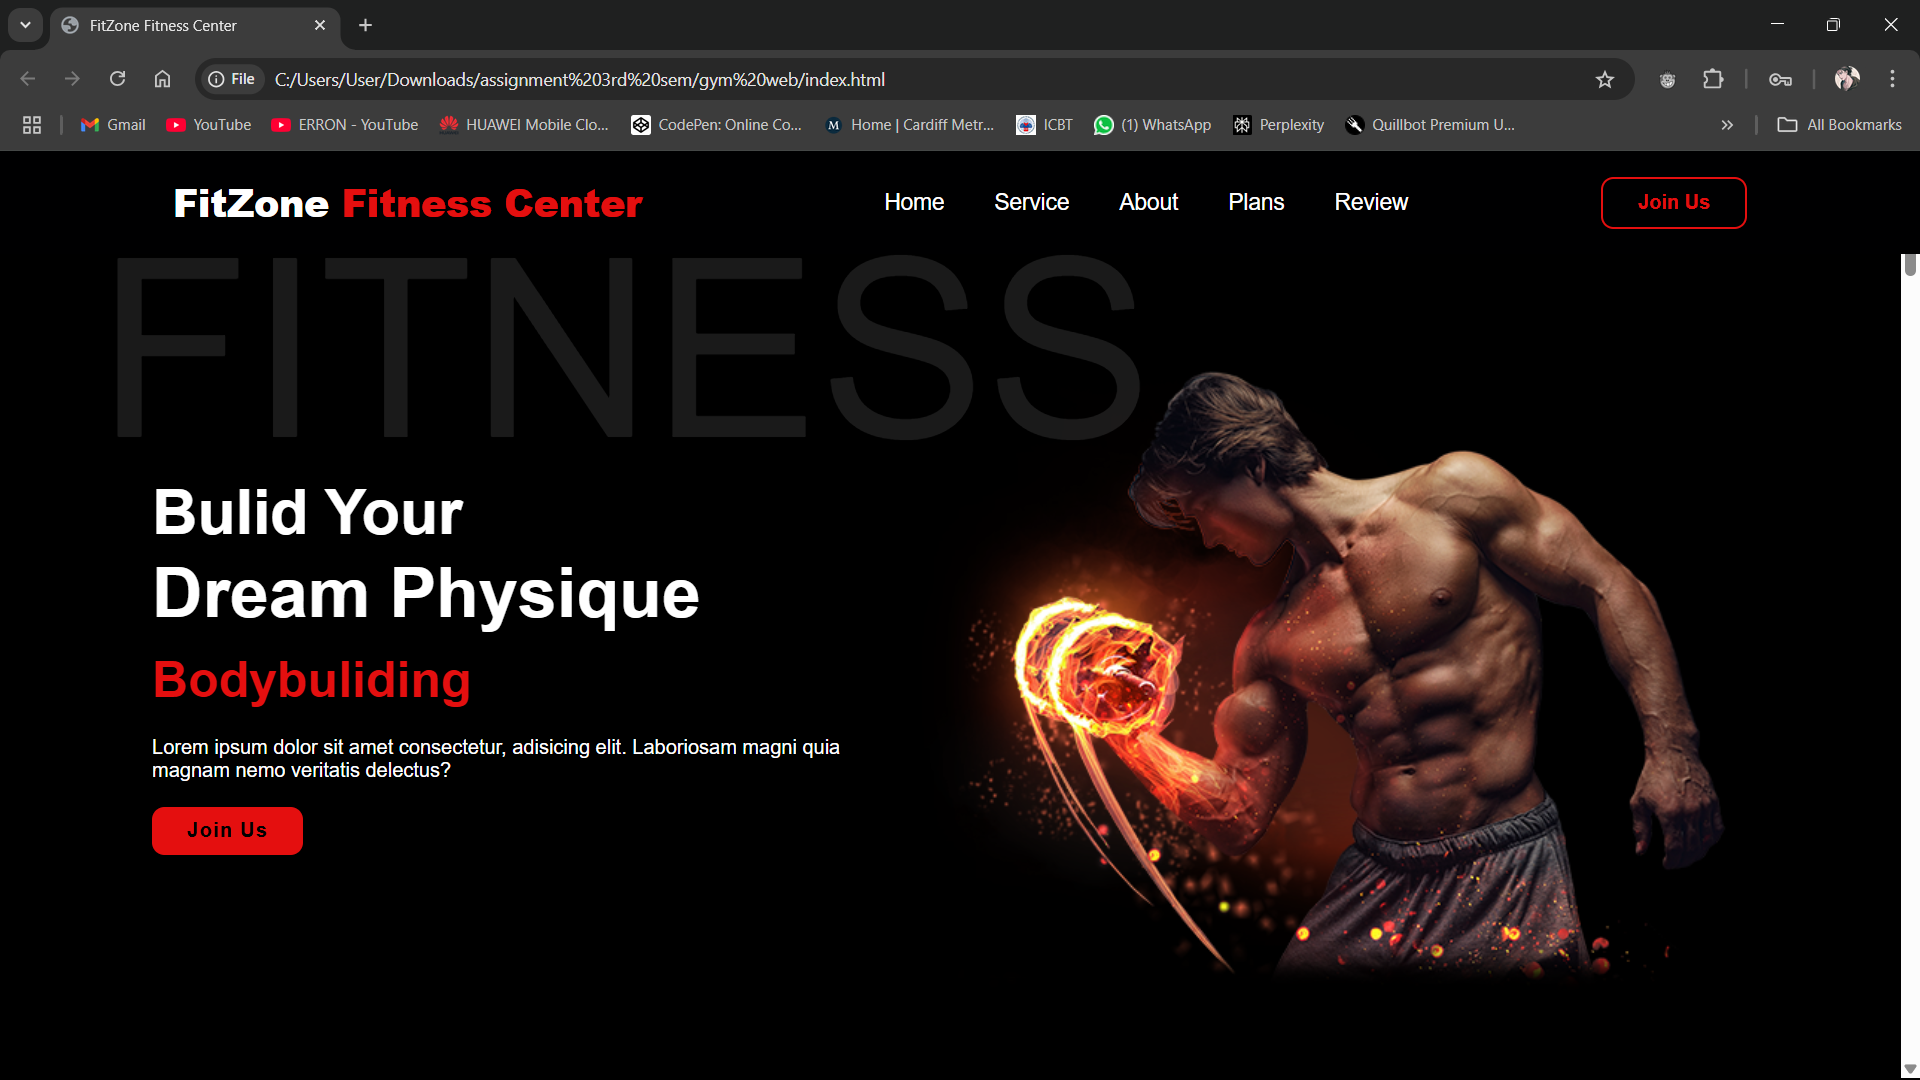 FitZone Fitness Center
File C:/Users/User/Downloads/assignment%203rd%20sem/gym%20web/index.html
Gmail YouTube ERRON - YouTube HUAWEI Mobile Clo... CodePen: Online Co... Home | Cardiff Metr... ICBT (1) WhatsApp Perplexity Quillbot Premium U... All Bookmarks
FitZone Fitness Center Home Service About Plans Review Join Us
FITNESS
Bulid Your
Dream Physique
Bodybuliding
Lorem ipsum dolor sit amet consectetur, adisicing elit. Laboriosam magni quia
magnam nemo veritatis delectus?
Join Us